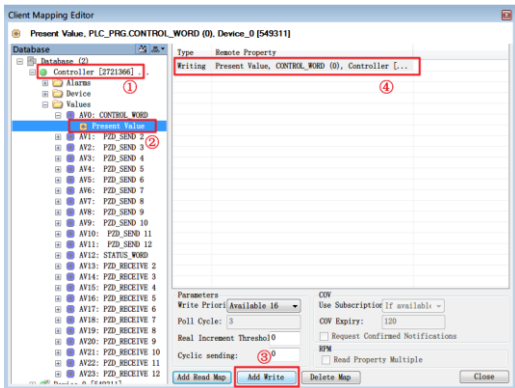 Client Mapping Editor
Present Value, PLC_PRG.CONTROL_WORD (0), Device_0 [549311]
Database
Type Remote Property
Database (2)
Writing Present Value, CONTROL_WORD (0), Controller [...
Controller [2721366] ..
①
④
Alarms
Device
Values
AV0: CONTROL_WORD
Present Value
②
AV1: PZD_SEND 2
AV2: PZD_SEND 3
AV3: PZD_SEND 4
AV4: PZD_SEND 5
AV5: PZD_SEND 6
AV6: PZD_SEND 7
AV7: PZD_SEND 8
AV8: PZD_SEND 9
AV9: PZD_SEND 10
AV10: PZD_SEND 11
AV11: PZD_SEND 12
AV12: STATUS_WORD
AV13: PZD_RECEIVE 2
AV14: PZD_RECEIVE 3
AV15: PZD_RECEIVE 4
AV16: PZD_RECEIVE 5
AV17: PZD_RECEIVE 6
AV18: PZD_RECEIVE 7
AV19: PZD_RECEIVE 8
AV20: PZD_RECEIVE 9
AV21: PZD_RECEIVE 10
AV22: PZD_RECEIVE 11
AV23: PZD_RECEIVE 12
Parameters
Write Priori Available 16
Poll Cycle: 3
Real Increment Threshol 0
Cyclic sending: 0
③
COV
Use Subscription If available
COV Expiry: 120
Request Confirmed Notifications
RPM
Read Property Multiple
Add Read Map Add Write Delete Map Close